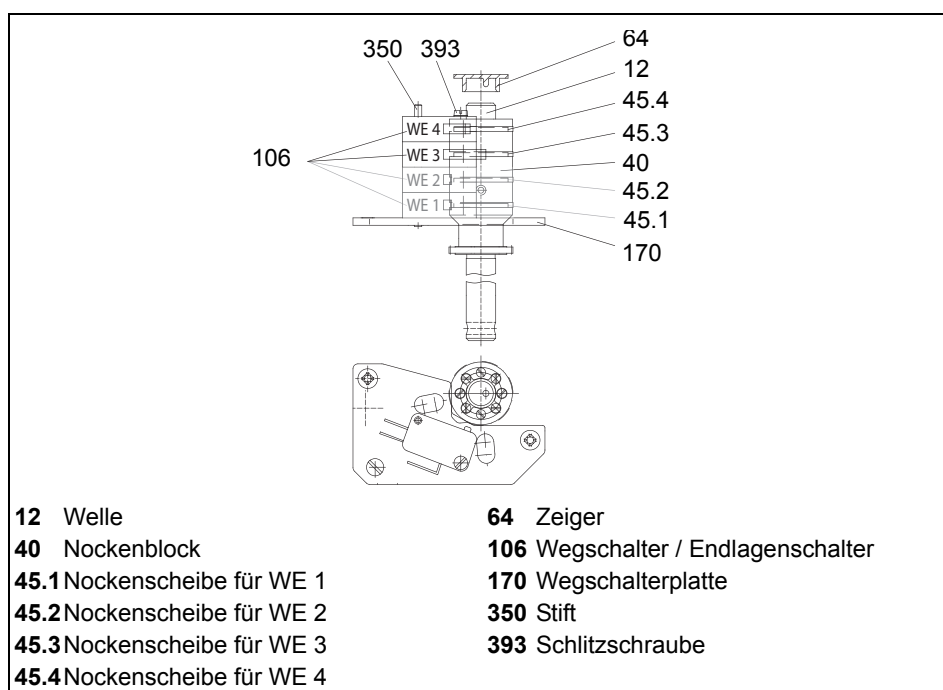 350 393
64
12
45.4
45.3
40
45.2
45.1
170
106
WE 4
WE 3
WE 2
WE 1
12 Welle
40 Nockenblock
45.1 Nockenscheibe für WE 1
45.2 Nockenscheibe für WE 2
45.3 Nockenscheibe für WE 3
45.4 Nockenscheibe für WE 4
64 Zeiger
106 Wegschalter / Endlagenschalter
170 Wegschalterplatte
350 Stift
393 Schlitzschraube